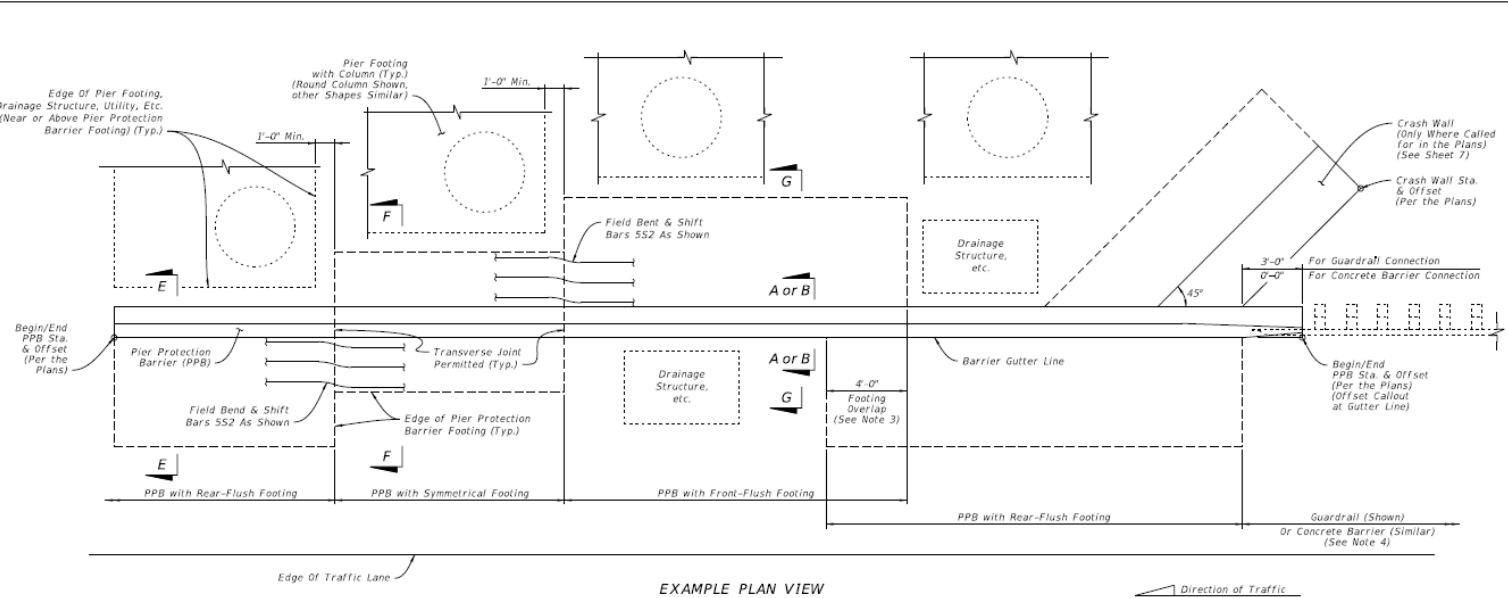 Edge Of Pier Footing,
Drainage Structure, Utility, Etc.
(Near or Above Pier Protection
Barrier Footing) (Typ.)
1'-0" Min.
Pier Footing
with Column (Typ.)
(Round Column Shown,
other Shapes Similar)
1'-0" Min.
G
F
E
Field Bent & Shift
Bars 5S2 As Shown
A or B
Drainage
Structure,
etc.
Crash Wall
(Only Where Called
for in the Plans)
(See Sheet 7)
Crash Wall Sta.
& Offset
(Per the Plans)
3'-0"
For Guardrail Connection
0'-0"
For Concrete Barrier Connection
45°
Begin/End
PPB Sta.
& Offset
(Per the
Plans)
Pier Protection
Barrier (PPB)
Transverse Joint
Permitted (Typ.)
Field Bend & Shift
Bars 5S2 As Shown
Edge of Pier Protection
Barrier Footing (Typ.)
Drainage
Structure,
etc.
A or B
G
4'-0"
Footing
Overlap
(See Note 3)
Barrier Gutter Line
Begin/End
PPB Sta. & Offset
(Per the Plans)
(Offset Callout
at Gutter Line)
E
F
PPB with Rear-Flush Footing
PPB with Symmetrical Footing
PPB with Front-Flush Footing
PPB with Rear-Flush Footing
Guardrail (Shown)
Or Concrete Barrier (Similar)
(See Note 4)
Edge Of Traffic Lane
EXAMPLE PLAN VIEW
Direction of Traffic